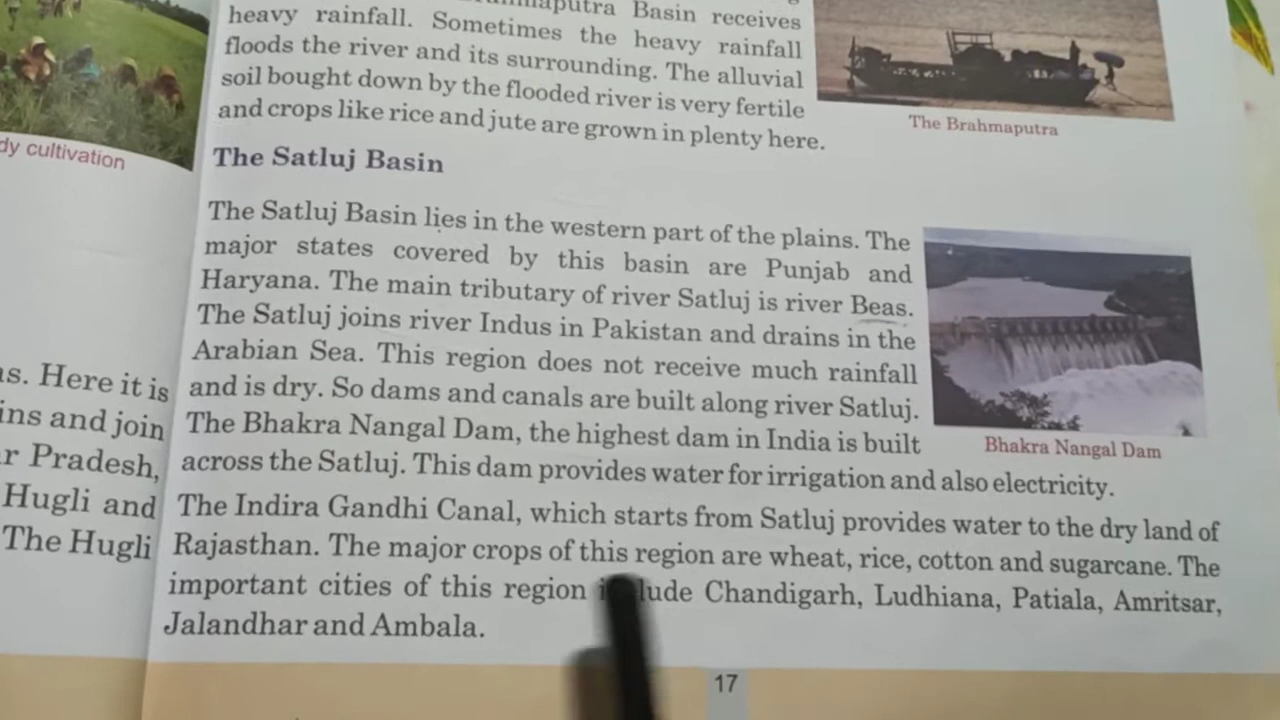 dy cultivation
as. Here it is
ins and join
r Pradesh,
Hugli and
The Hugli
Basin receives
heavy rainfall. Sometimes the heavy rainfall
floods the river and its surrounding. The alluvial
soil bought down by the flooded river is very fertile
and crops like rice and jute are grown in plenty here.
The Brahmaputra
The Satluj Basin
The Satluj Basin lies in the western part of the plains. The
major states covered by this basin are Punjab and
Haryana. The main tributary of river Satluj is river Beas.
The Satluj joins river Indus in Pakistan and drains in the
Arabian Sea. This region does not receive much rainfall
and is dry. So dams and canals are built along river Satluj.
The Bhakra Nangal Dam, the highest dam in India is built
across the Satluj. This dam provides water for irrigation and also electricity.
Bhakra Nangal Dam
The Indira Gandhi Canal, which starts from Satluj provides water to the dry land of
Rajasthan. The major crops of this region are wheat, rice, cotton and sugarcane. The
important cities of this region lude Chandigarh, Ludhiana, Patiala, Amritsar,
Jalandhar and Ambala.
17